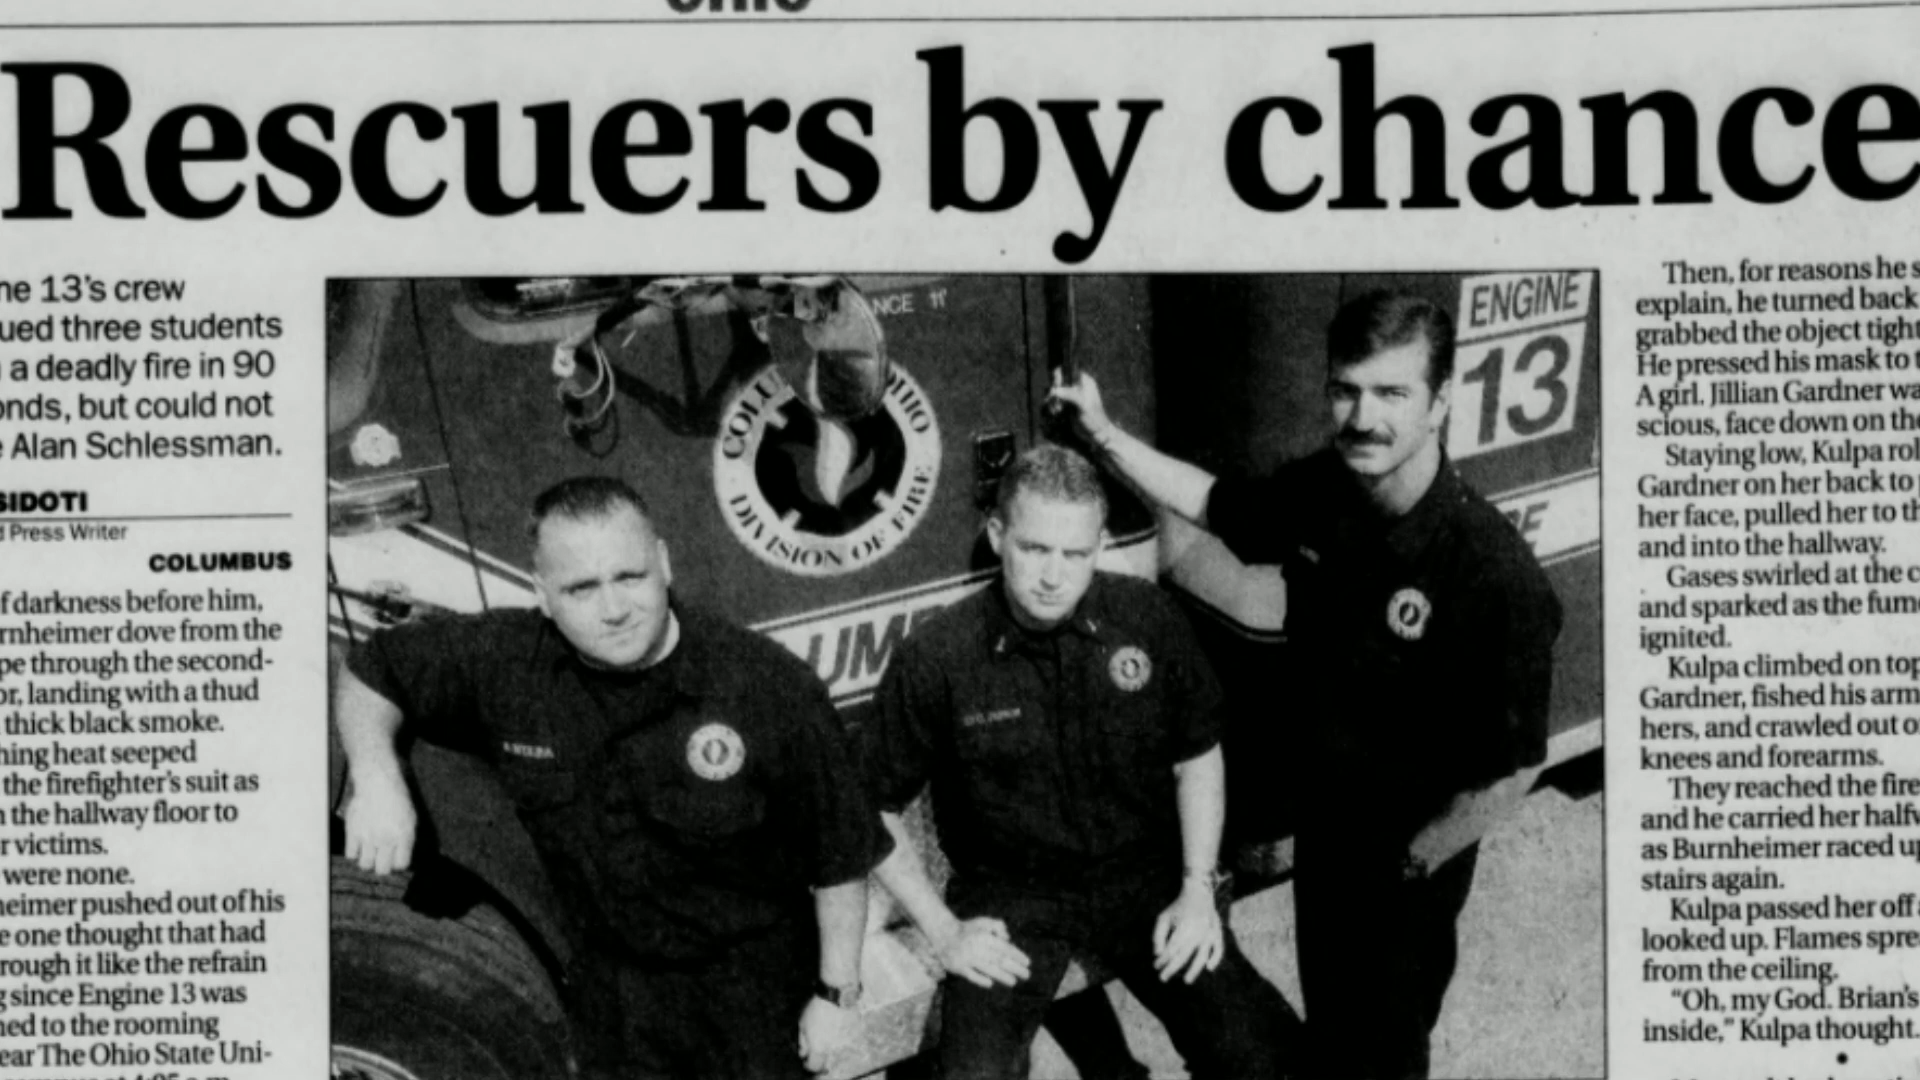 Ohio
Rescuers by chance
ne 13's crew
ued three students
a deadly fire in 90
onds, but could not
e Alan Schlessman.
SIDOTI
d Press Writer
COLUMBUS
f darkness before him,
rnheimer dove from the
pe through the second-
or, landing with a thud
thick black smoke.
hing heat seeped
the firefighter's suit as
n the hallway floor to
r victims.
were none.
heimer pushed out of his
e one thought that had
rough it like the refrain
g since Engine 13 was
ned to the rooming
ear The Ohio State Uni-
NCE 11'
ENGINE
13
COLU OHIO
DIVISION OF FIRE
UM
RE
Then, for reasons he s
explain, he turned back
grabbed the object tight
He pressed his mask to t
A girl. Jillian Gardner wa
scious, face down on the
Staying low, Kulpa rol
Gardner on her back to
her face, pulled her to th
and into the hallway.
Gases swirled at the c
and sparked as the fume
ignited.
Kulpa climbed on top
Gardner, fished his arm
hers, and crawled out o
knees and forearms.
They reached the fire
and he carried her halfw
as Burnheimer raced up
stairs again.
Kulpa passed her off a
looked up. Flames spre
from the ceiling.
"Oh, my God. Brian's
inside," Kulpa thought.